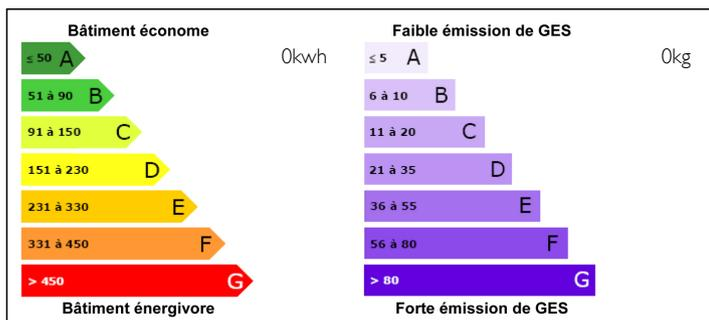 Bâtiment économe
≤ 50 A
0kwh
51 à 90 B
91 à 150 C
151 à 230 D
231 à 330 E
331 à 450 F
> 450 G
Bâtiment énergivore
Faible émission de GES
≤ 5 A
0kg
6 à 10 B
11 à 20 C
21 à 35 D
36 à 55 E
56 à 80 F
> 80 G
Forte émission de GES